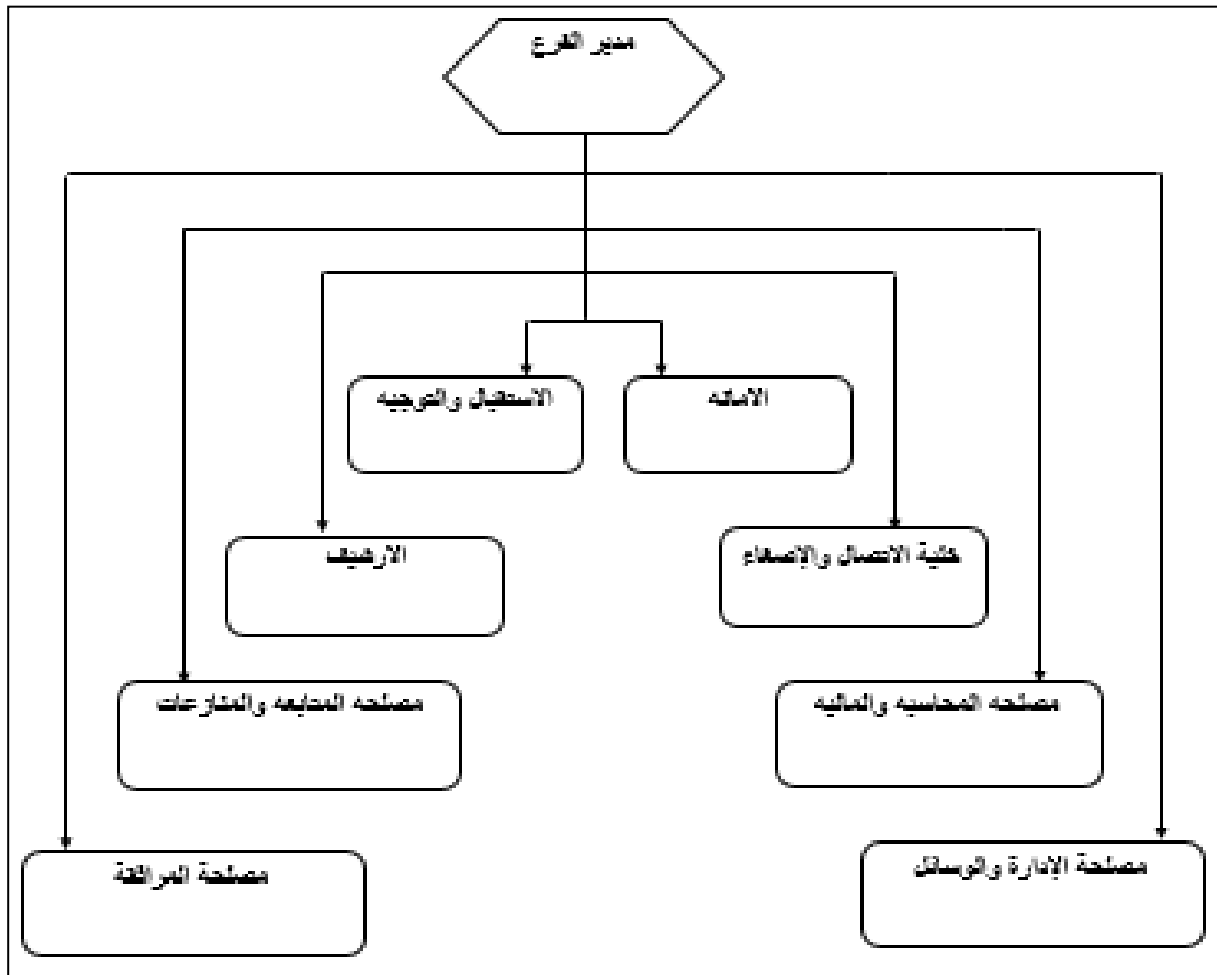 مدير الفرع
الامانه
الاستقبال والتوجيه
خلية الاتصال والإصغاء
الارشيف
مصلحه المحاسبه والماليه
مصلحه المتابعه والمنازعات
مصلحة الإدارة والوسائل
مصلحة المرافقة